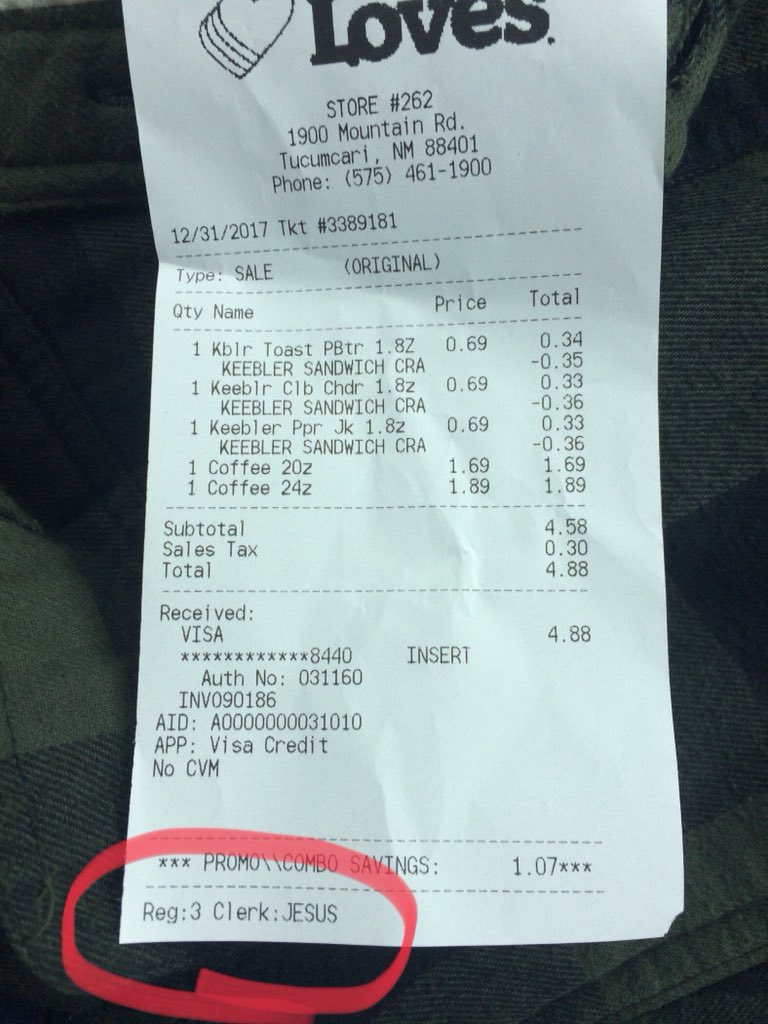 Loves
STORE #262
1900 Mountain Rd.
Tucumcari, NM 88401
Phone: (575) 461-1900
12/31/2017 Tkt #3389181
Type: SALE (ORIGINAL)
Qty Name Price Total
1 Kblr Toast PBtr 1.8Z 0.69 0.34
KEEBLER SANDWICH CRA -0.35
1 Keeblr Clb Chdr 1.8z 0.69 0.33
KEEBLER SANDWICH CRA -0.36
1 Keebler Ppr Jk 1.8z 0.69 0.33
KEEBLER SANDWICH CRA -0.36
1 Coffee 20z 1.69 1.69
1 Coffee 24z 1.89 1.89
Subtotal 4.58
Sales Tax 0.30
Total 4.88
Received:
VISA 4.88
************8440 INSERT
Auth No: 031160
INV090186
AID: A0000000031010
APP: Visa Credit
No CVM
*** PROMO\\COMBO SAVINGS: 1.07***
Reg:3 Clerk:JESUS